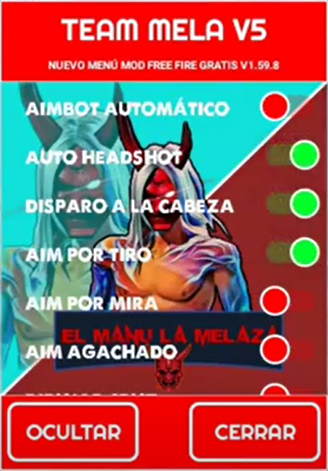 TEAM MELA V5
NUEVO MENÚ MOD FREE FIRE GRATIS V1.59.8
AIMBOT AUTOMÁTICO
AUTO HEADSHOT
DISPARO A LA CABEZA
AIM POR TIRO
AIM POR MIRA
EL MANU LA MELAZA
AIM AGACHADO
OCULTAR
CERRAR